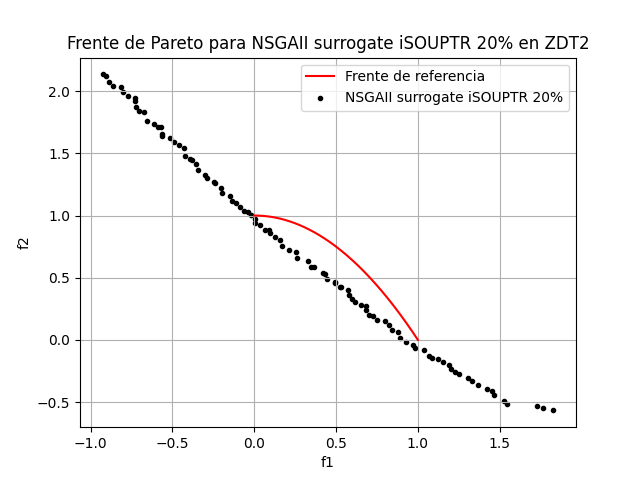 Frente de Pareto para NSGAII surrogate iSOUPTR 20% en ZDT2
Frente de referencia
NSGAII surrogate iSOUPTR 20%
f2
2.0
1.5
1.0
0.5
0.0
−0.5
−1.0
−0.5
0.0
0.5
1.0
1.5
f1